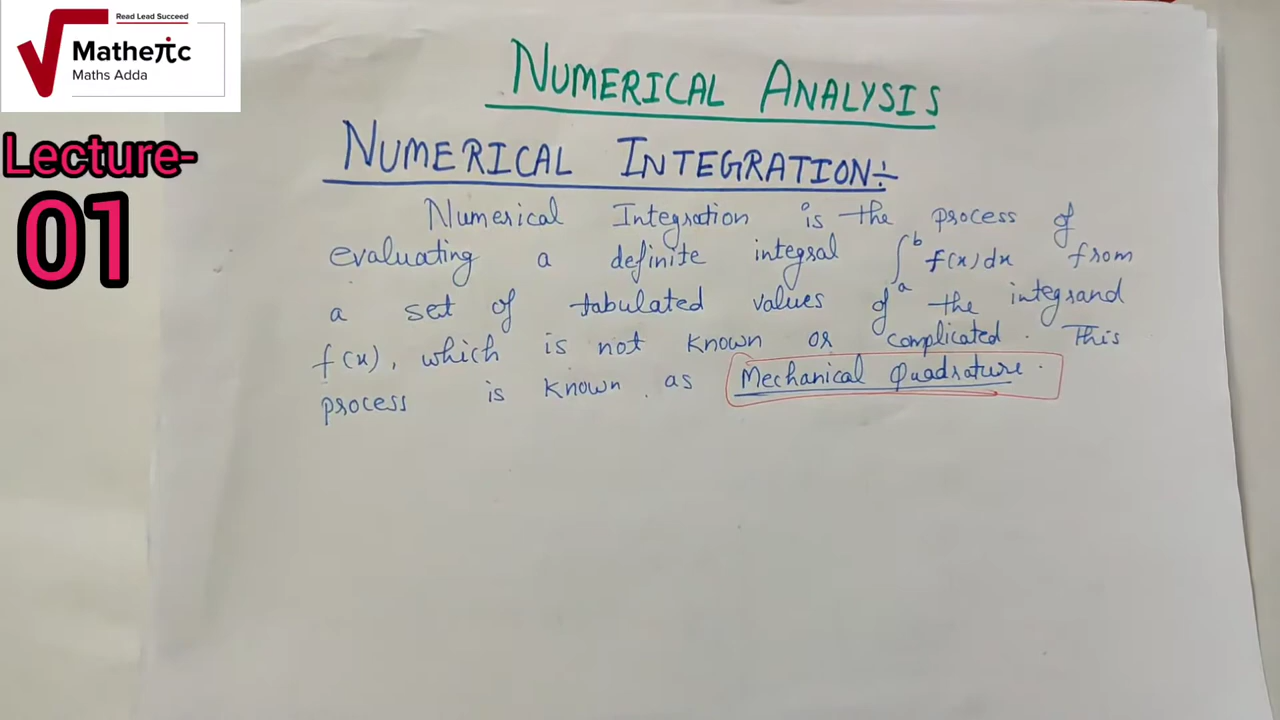 Read Lead Succeed
Matheπc
Maths Adda
Lecture-
01
NUMERICAL ANALYSIS
NUMERICAL INTEGRATION:-
Numerical Integration is the process of
evaluating a definite integral ∫ₐᵇ f(x)dx from
a set of tabulated values of the integrand
f(x), which is not known or complicated. This
process is known as Mechanical Quadrature.